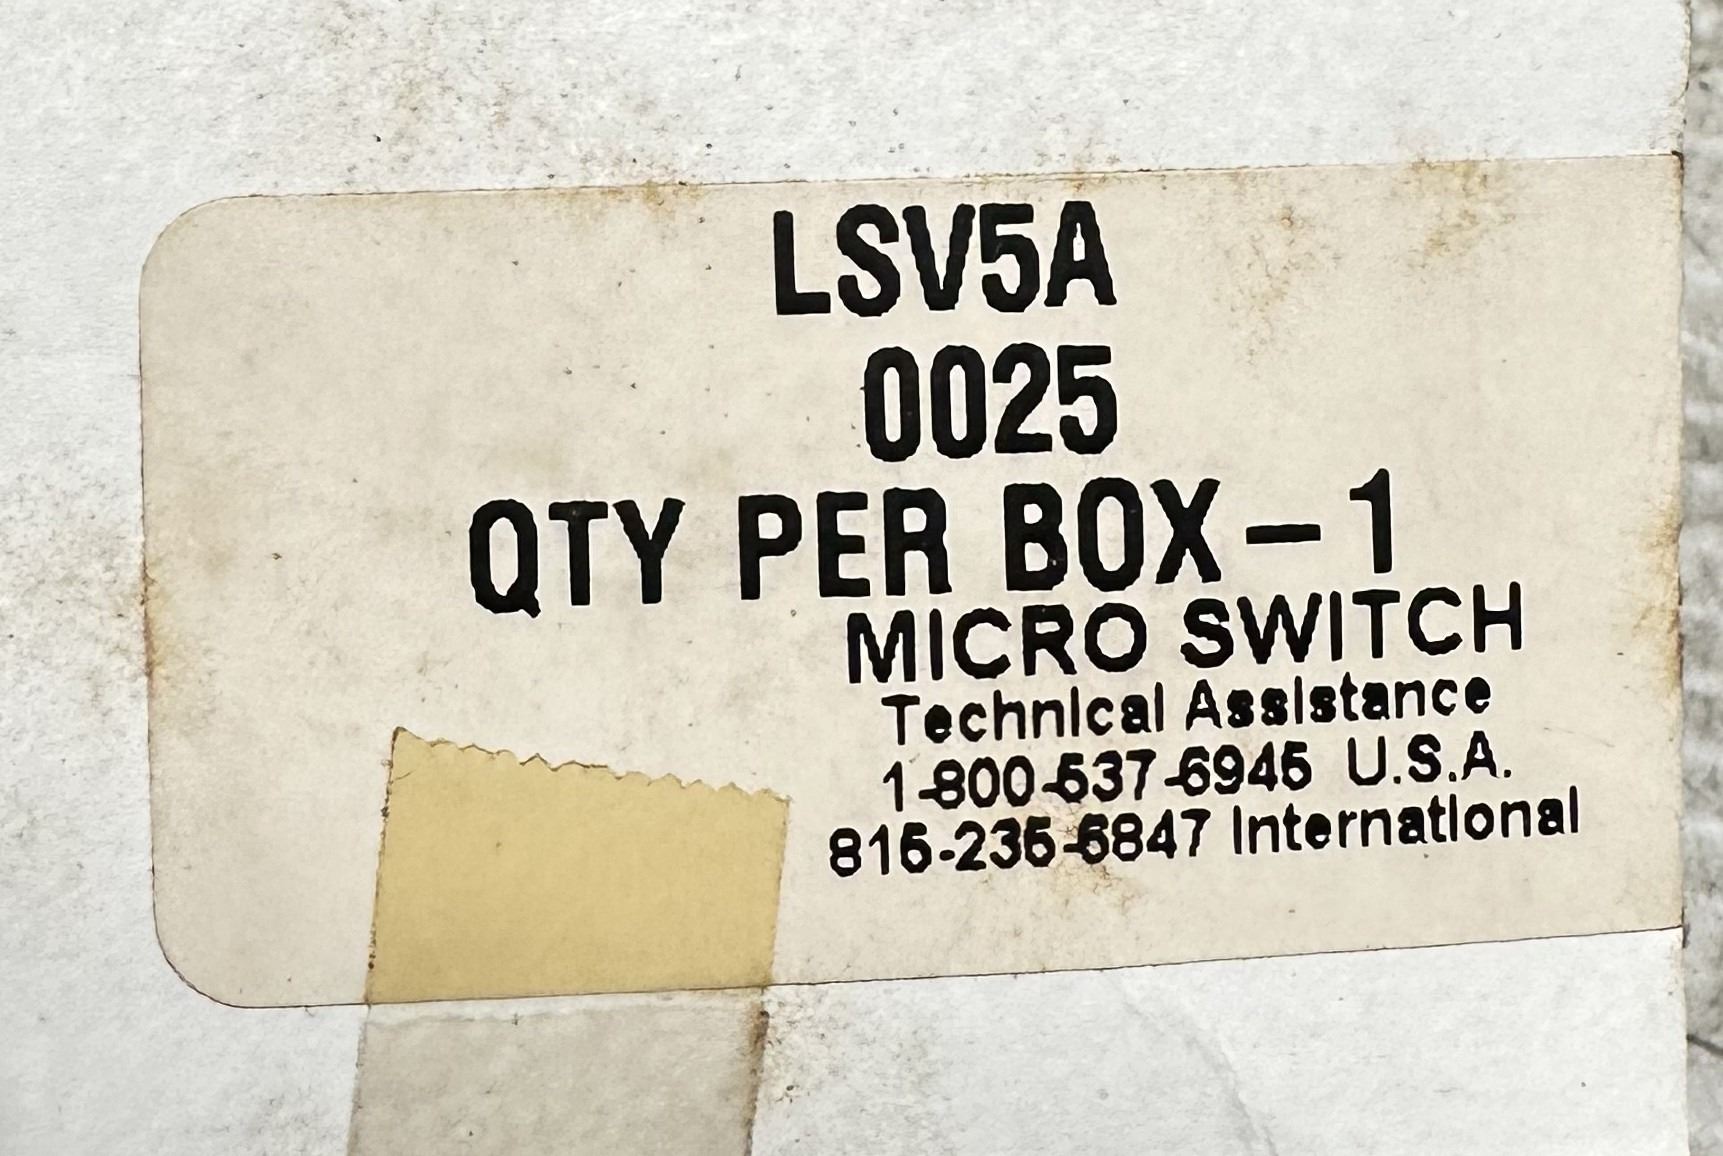 LSV5A
0025
QTY PER BOX-1
MICRO SWITCH
Technical Assistance
1-800-537-6945 U.S.A.
815-235-6847 International